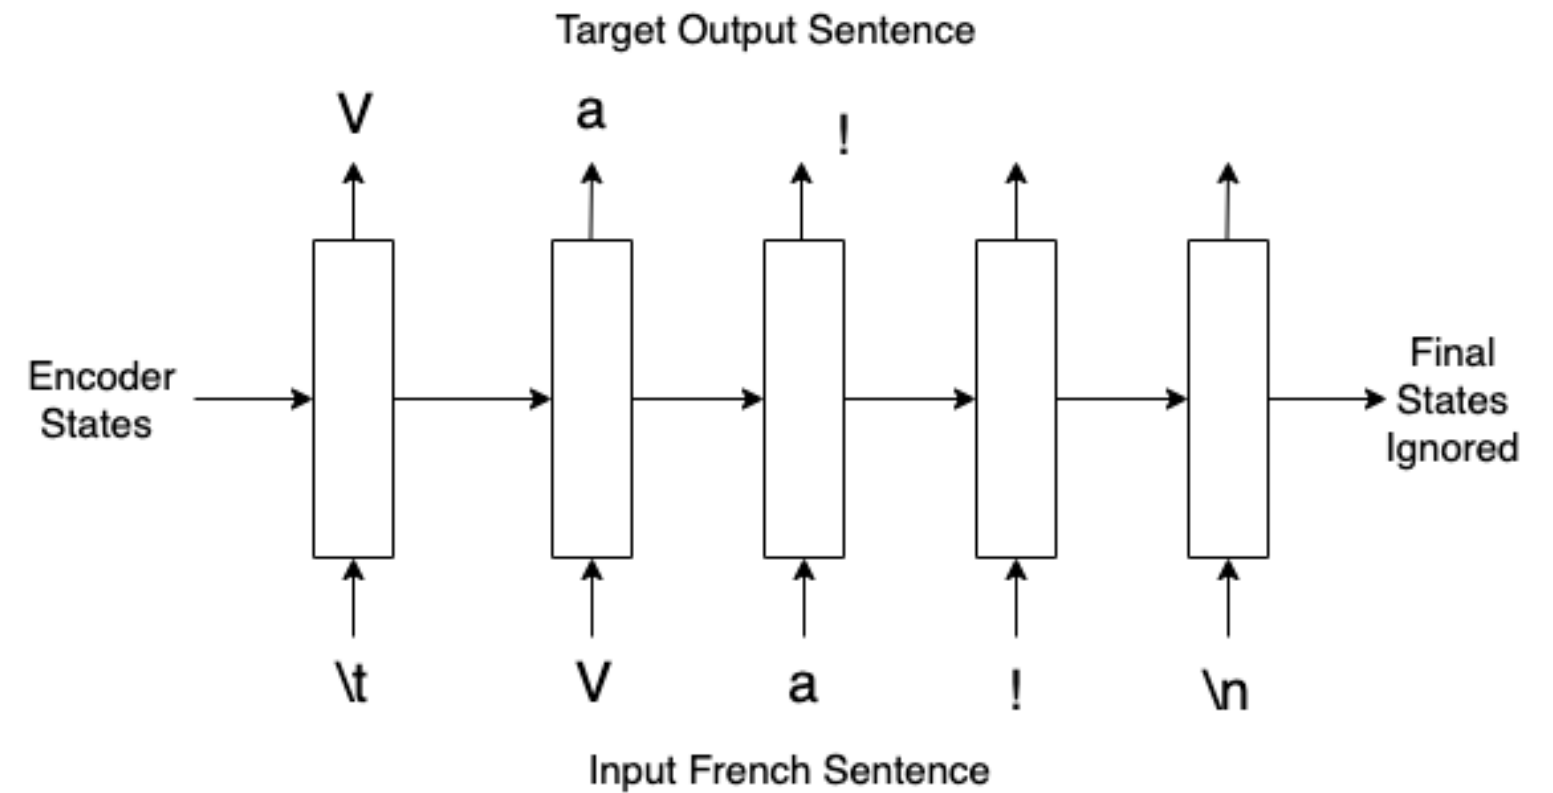 Target Output Sentence
V a !
Encoder
States
Final
States
Ignored
\t V a ! \n
Input French Sentence